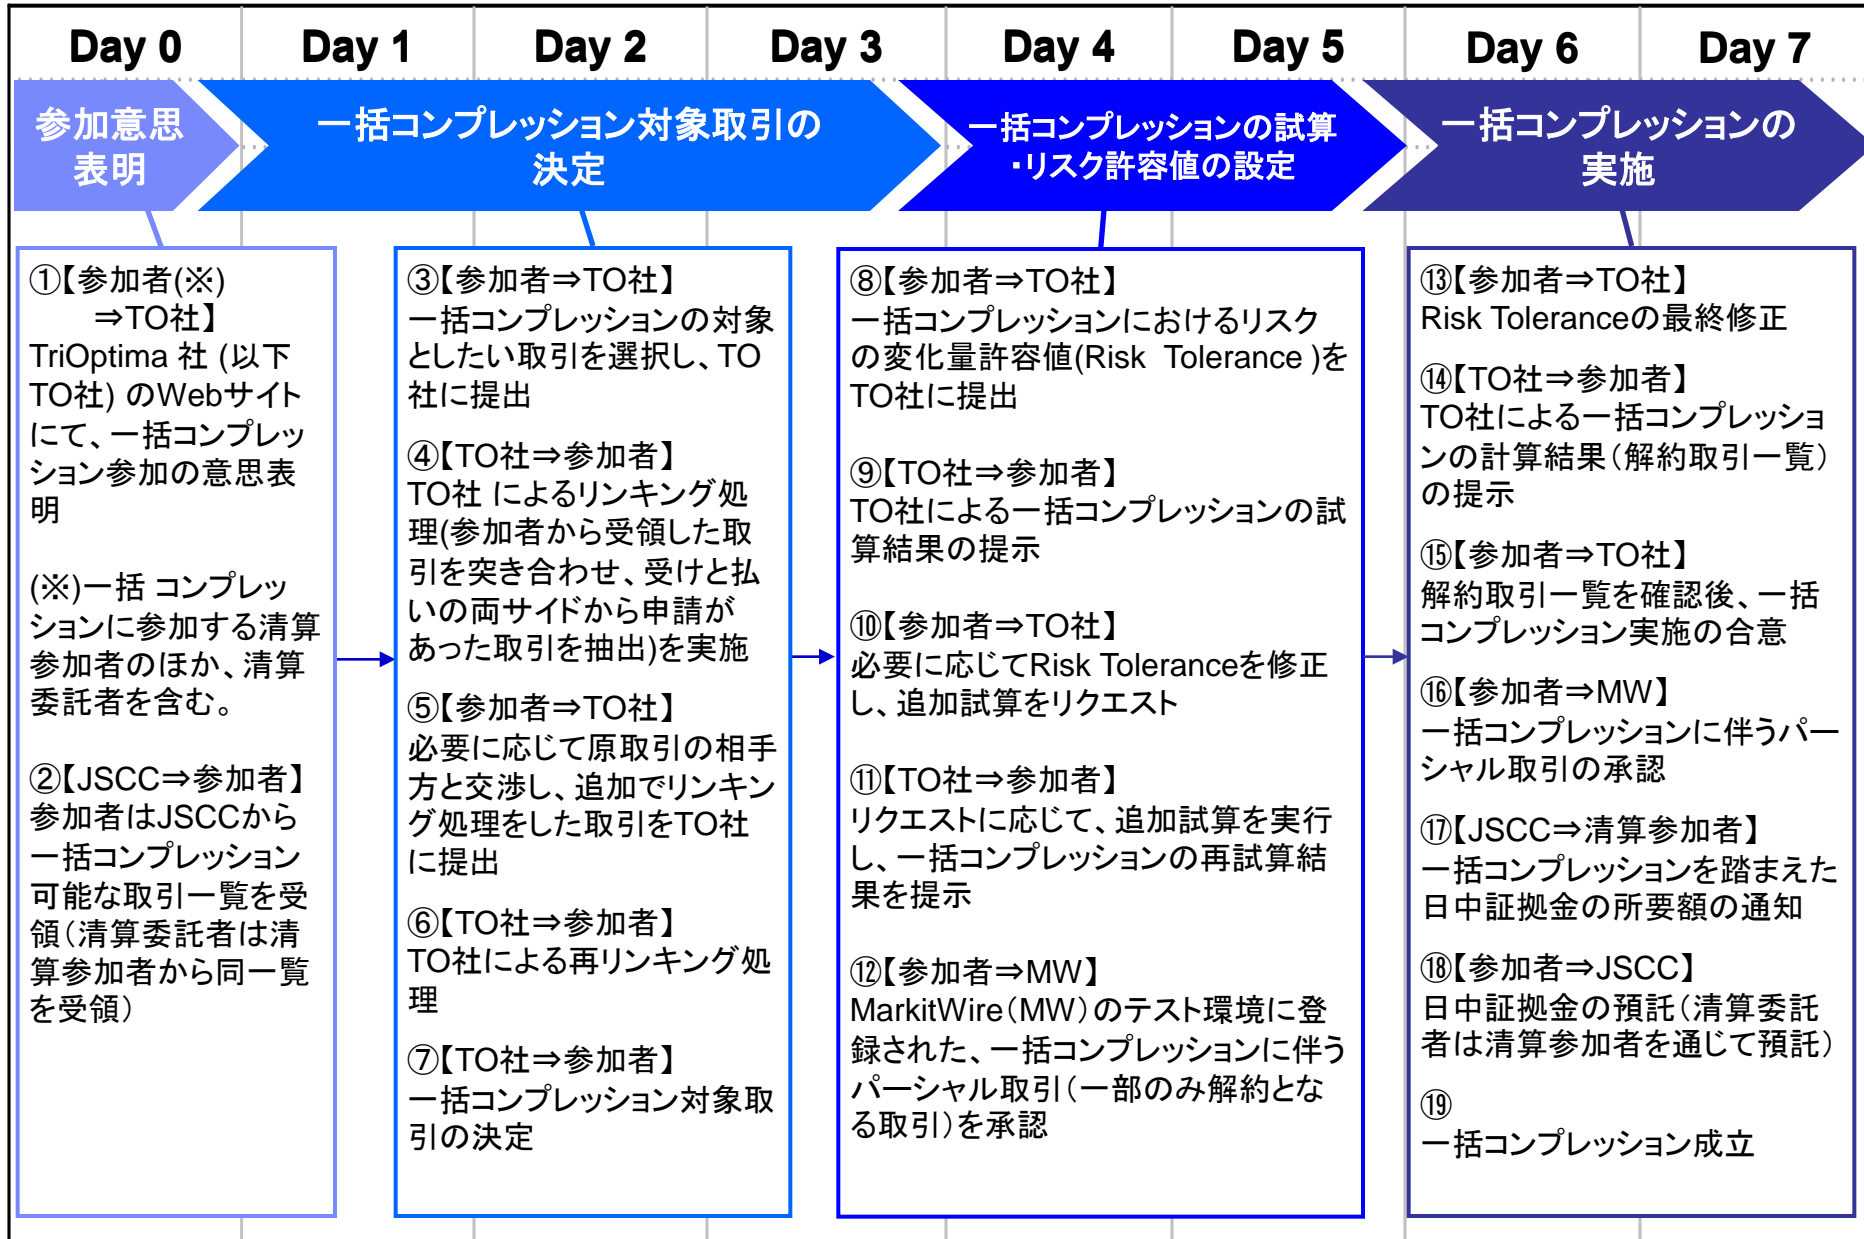 Day 0
Day 1
Day 2
Day 3
Day 4
Day 5
Day 6
Day 7
参加意思
表明
一括コンプレッション対象取引の
決定
一括コンプレッションの試算
・リスク許容値の設定
一括コンプレッションの
実施
①【参加者(※)
⇒TO社】
TriOptima 社 (以下
TO社) のWebサイト
にて、一括コンプレッ
ション参加の意思表
明
(※)一括 コンプレッ
ションに参加する清算
参加者のほか、清算
委託者を含む。
②【JSCC⇒参加者】
参加者はJSCCから
一括コンプレッション
可能な取引一覧を受
領（清算委託者は清
算参加者から同一覧
を受領）
③【参加者⇒TO社】
一括コンプレッションの対象
としたい取引を選択し、TO
社に提出
④【TO社⇒参加者】
TO社 によるリンキング処
理(参加者から受領した取
引を突き合わせ、受けと払
いの両サイドから申請が
あった取引を抽出)を実施
⑤【参加者⇒TO社】
必要に応じて原取引の相手
方と交渉し、追加でリンキン
グ処理をした取引をTO社
に提出
⑥【TO社⇒参加者】
TO社による再リンキング処
理
⑦【TO社⇒参加者】
一括コンプレッション対象取
引の決定
⑧【参加者⇒TO社】
一括コンプレッションにおけるリスク
の変化量許容値(Risk Tolerance )を
TO社に提出
⑨【TO社⇒参加者】
TO社による一括コンプレッションの試
算結果の提示
⑩【参加者⇒TO社】
必要に応じてRisk Toleranceを修正
し、追加試算をリクエスト
⑪【TO社⇒参加者】
リクエストに応じて、追加試算を実行
し、一括コンプレッションの再試算結
果を提示
⑫【参加者⇒MW】
MarkitWire（MW）のテスト環境に登
録された、一括コンプレッションに伴う
パーシャル取引（一部のみ解約とな
る取引）を承認
⑬【参加者⇒TO社】
Risk Toleranceの最終修正
⑭【TO社⇒参加者】
TO社による一括コンプレッショ
ンの計算結果（解約取引一覧）
の提示
⑮【参加者⇒TO社】
解約取引一覧を確認後、一括
コンプレッション実施の合意
⑯【参加者⇒MW】
一括コンプレッションに伴うパー
シャル取引の承認
⑰【JSCC⇒清算参加者】
一括コンプレッションを踏まえた
日中証拠金の所要額の通知
⑱【参加者⇒JSCC】
日中証拠金の預託（清算委託
者は清算参加者を通じて預託）
⑲
一括コンプレッション成立